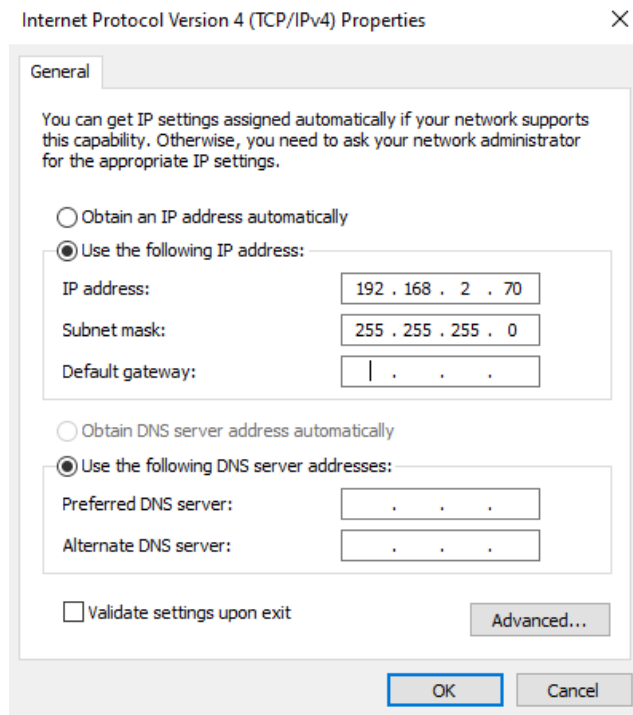 Internet Protocol Version 4 (TCP/IPv4) Properties
General
You can get IP settings assigned automatically if your network supports
this capability. Otherwise, you need to ask your network administrator
for the appropriate IP settings.
Obtain an IP address automatically
Use the following IP address:
IP address: 192 . 168 . 2 . 70
Subnet mask: 255 . 255 . 255 . 0
Default gateway: . . .
Obtain DNS server address automatically
Use the following DNS server addresses:
Preferred DNS server: . . .
Alternate DNS server: . . .
Validate settings upon exit
Advanced...
OK Cancel